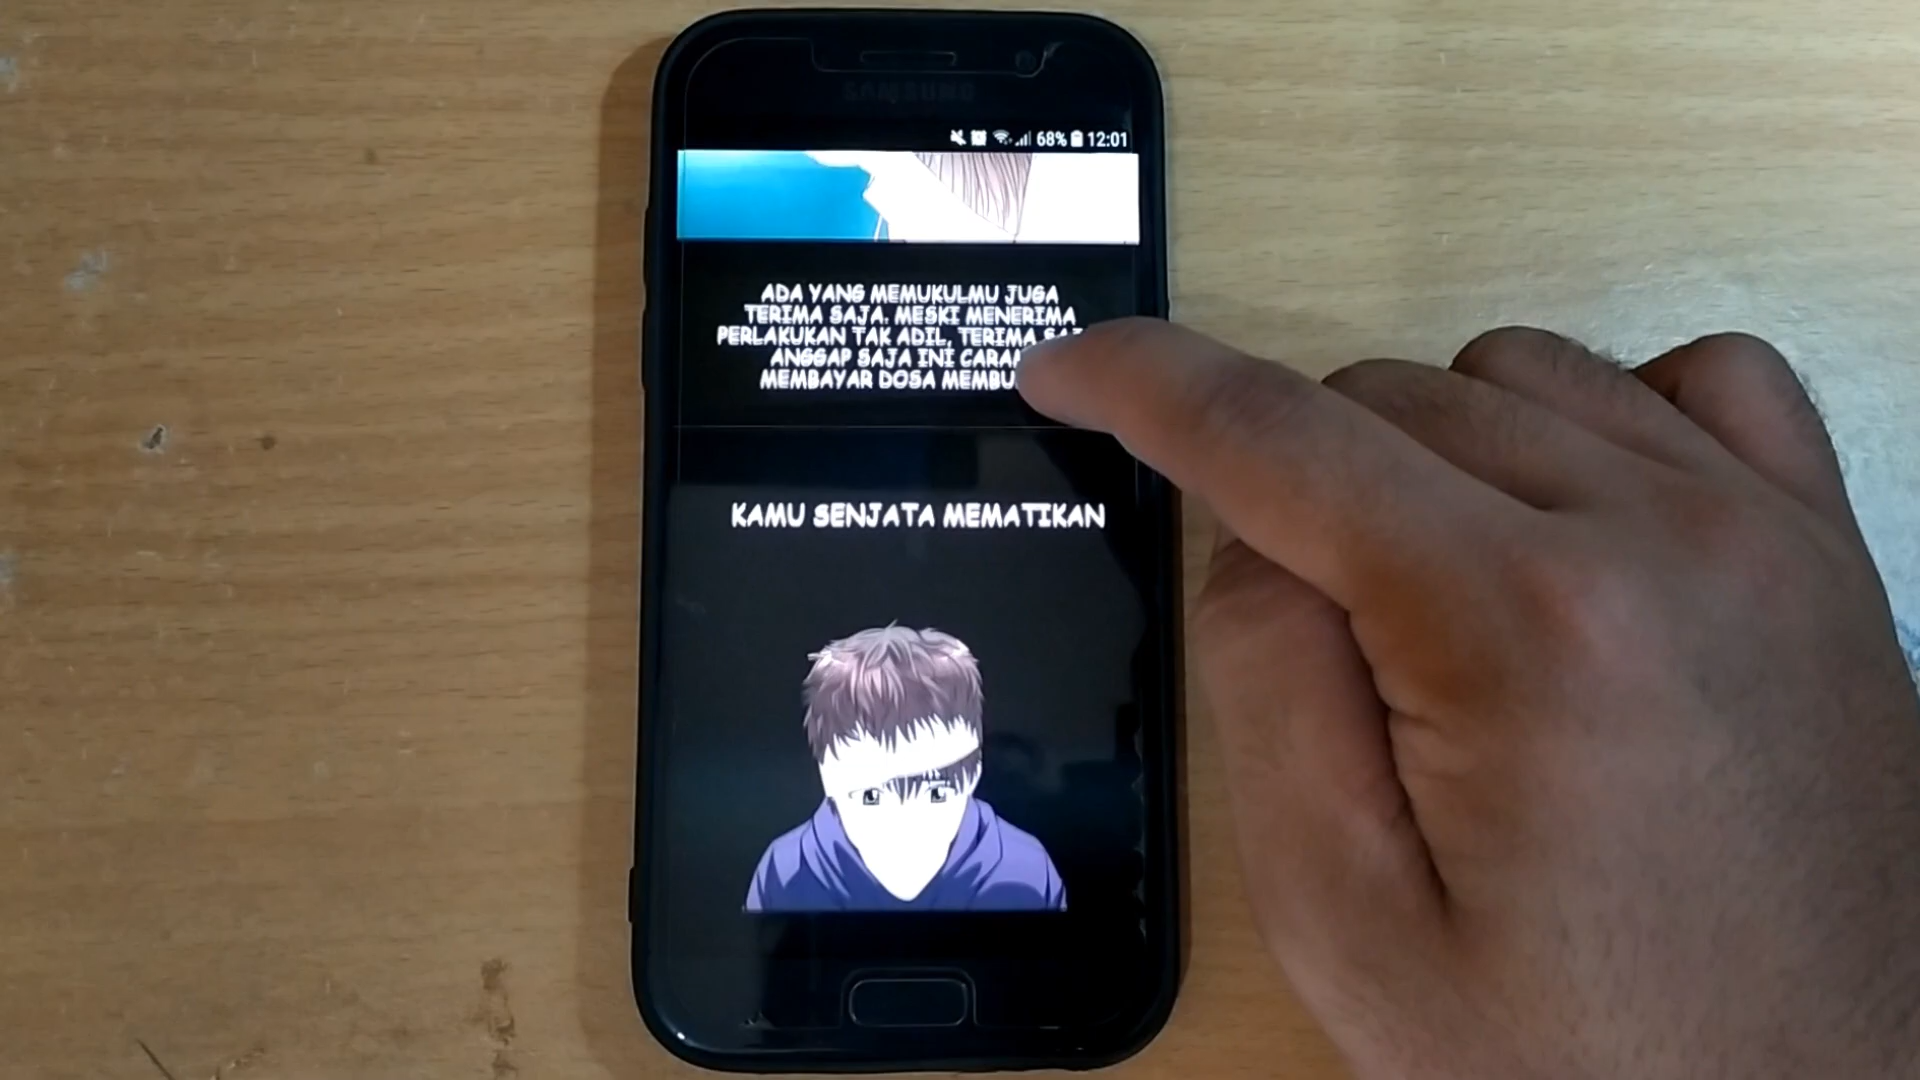 SAMSUNG
68% 12:01
ADA YANG MEMUKULMU JUGA
TERIMA SAJA. MESKI MENERIMA
PERLAKUKAN TAK ADIL, TERIMA
ANGGAP SAJA INI
MEMBAYAR DOSA
KAMU SENJATA MEMATIKAN